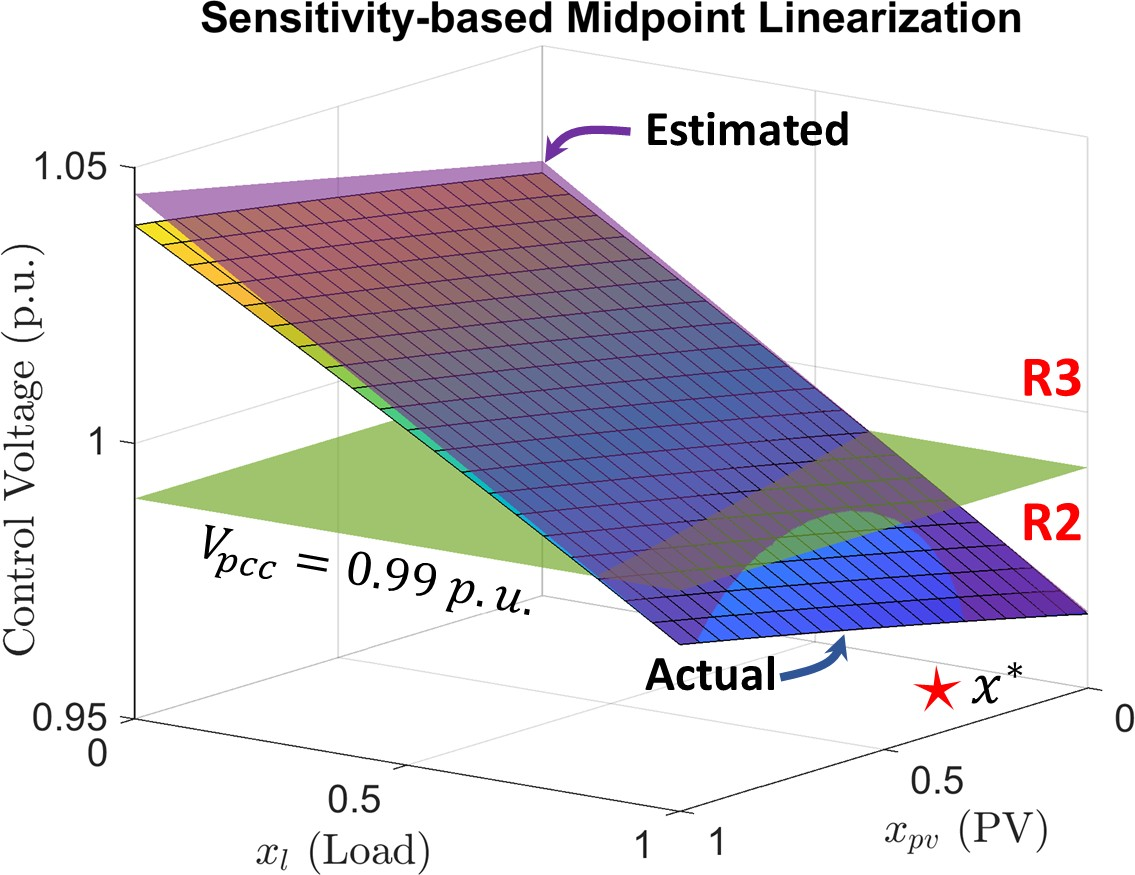 Sensitivity-based Midpoint Linearization
Estimated
1.05
Control Voltage (p.u.)
R3
1
R2
V_pcc = 0.99 p.u.
Actual
x*
0.95
0
0
0.5
0.5
x_l (Load)
x_pv (PV)
1
1